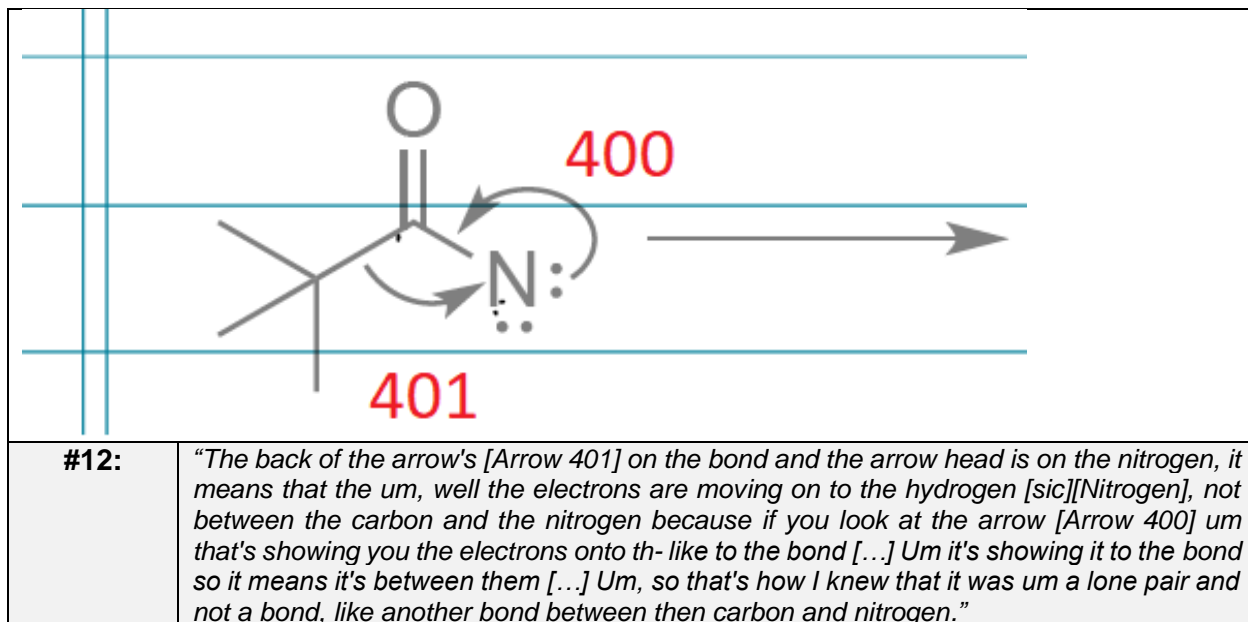 O
400
N
401
#12:
“The back of the arrow's [Arrow 401] on the bond and the arrow head is on the nitrogen, it
means that the um, well the electrons are moving on to the hydrogen [sic][Nitrogen], not
between the carbon and the nitrogen because if you look at the arrow [Arrow 400] um
that's showing you the electrons onto th- like to the bond […] Um it's showing it to the bond
so it means it's between them […] Um, so that's how I knew that it was um a lone pair and
not a bond, like another bond between then carbon and nitrogen.”